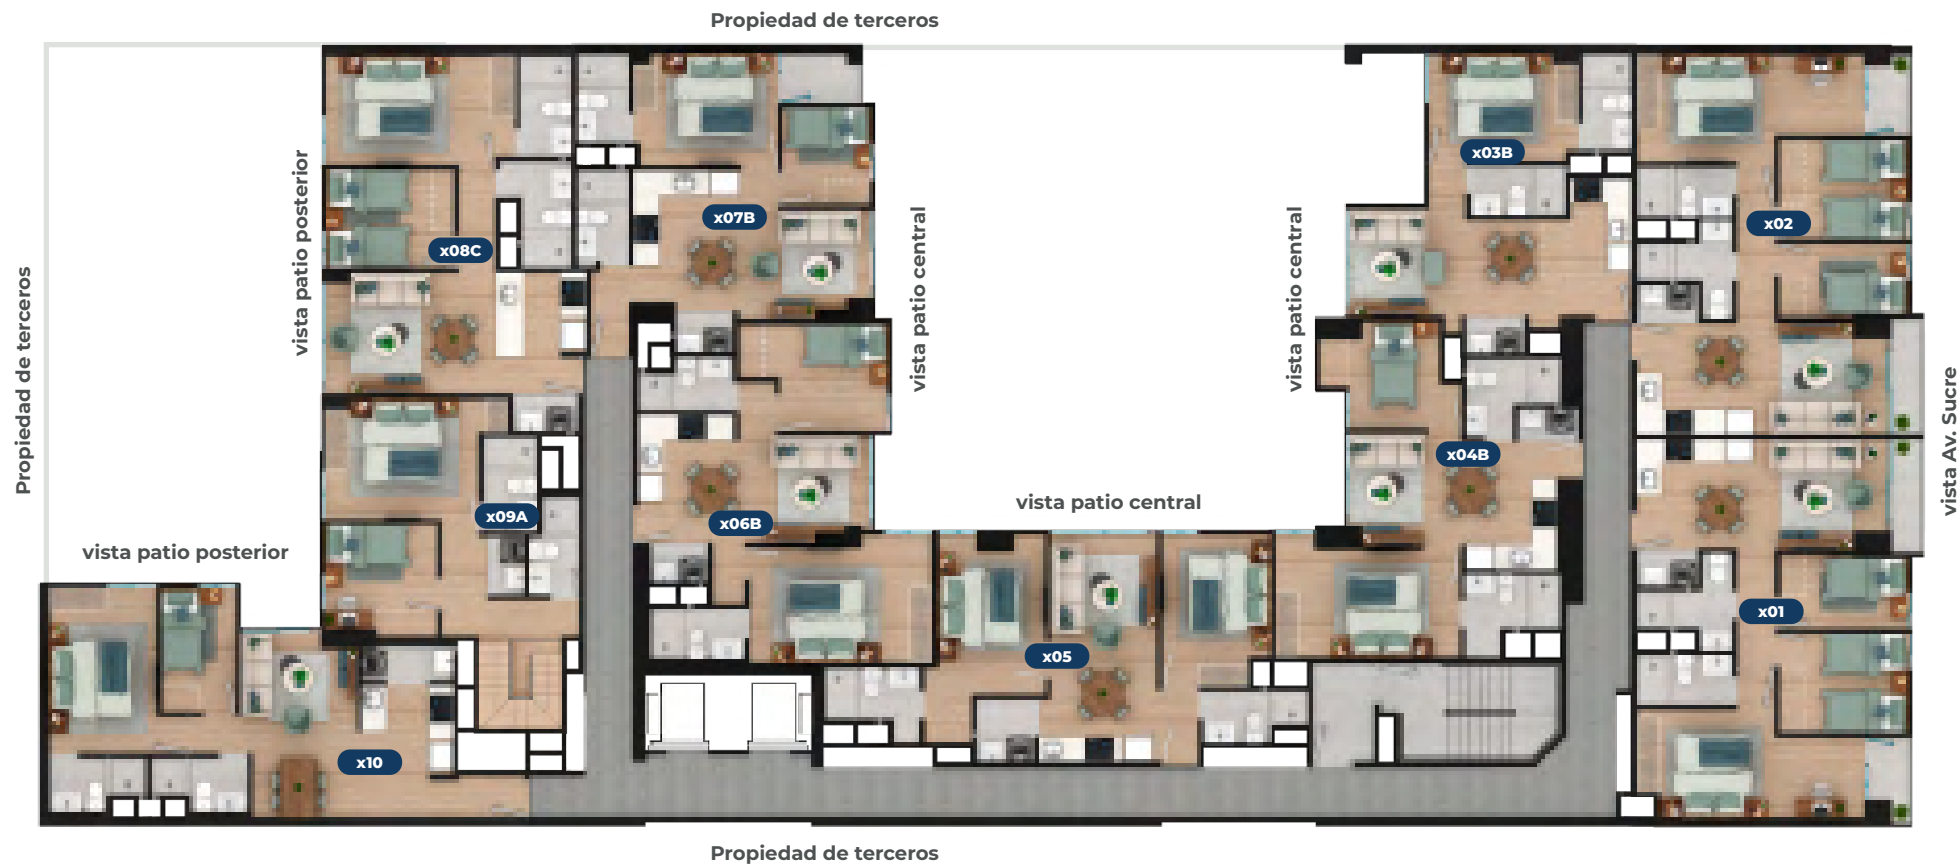 Propiedad de terceros
x08C
x07B
x03B
x02
vista patio posterior
vista patio central
vista patio central
Propiedad de terceros
vista Av. Sucre
x09A
x06B
vista patio central
x04B
vista patio posterior
x05
x01
x10
Propiedad de terceros